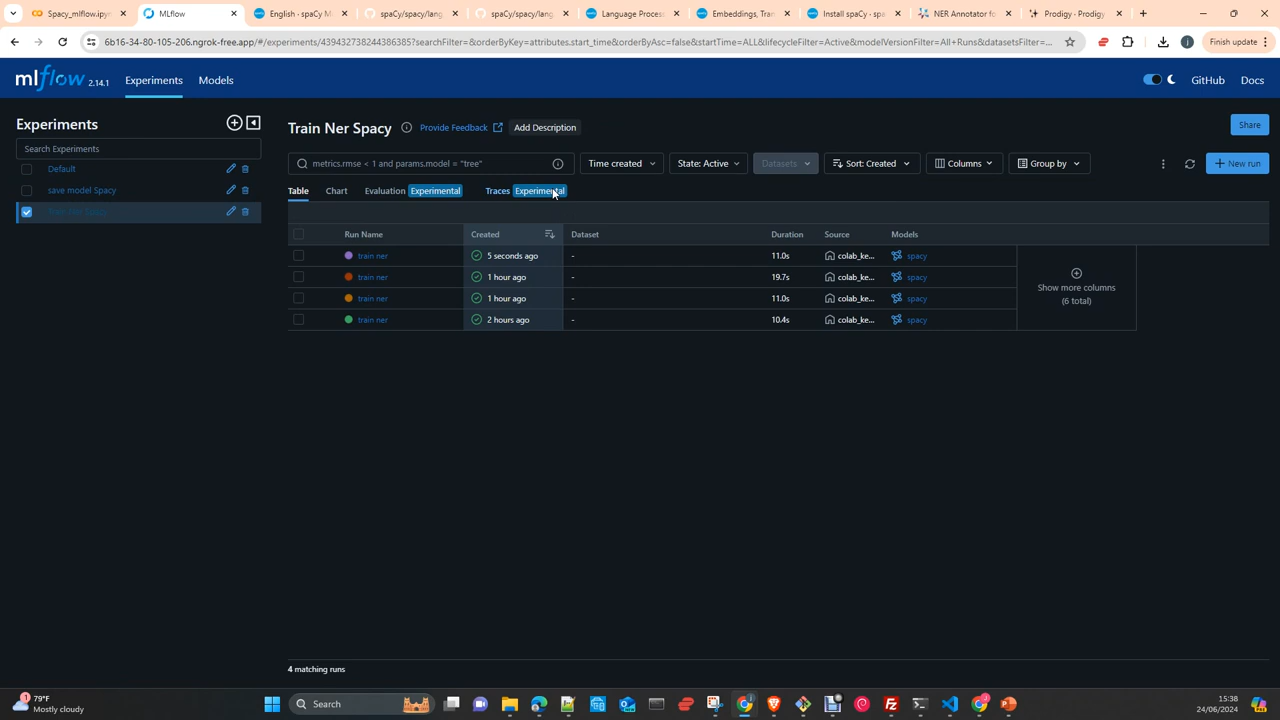 Spacy_mlflow.ipyn
MLflow
English · spaCy M
spaCy/spacy/lang
spaCy/spacy/lang
Language Process
Embeddings, Tran
Install spaCy · spa
NER Annotator fo
Prodigy · Prodigy
6b16-34-80-105-206.ngrok-free.app/#/experiments/439432738244386385?searchFilter=&orderByKey=attributes.start_time&orderByAsc=false&startTime=ALL&lifecycleFilter=Active&modelVersionFilter=All+Runs&datasetsFilter=...
Finish update
mlflow 2.14.1
Experiments
Models
GitHub
Docs
Experiments
Search Experiments
Default
save model Spacy
Train Ner Spacy
Train Ner Spacy
Provide Feedback
Add Description
Share
metrics.rmse < 1 and params.model = "tree"
Time created
State: Active
Datasets
Sort: Created
Columns
Group by
New run
Table
Chart
Evaluation Experimental
Traces Experimental
Run Name Created Dataset Duration Source Models
train ner 5 seconds ago - 11.0s colab_ke... spacy
train ner 1 hour ago - 19.7s colab_ke... spacy
train ner 1 hour ago - 11.0s colab_ke... spacy
train ner 2 hours ago - 10.4s colab_ke... spacy
Show more columns
(6 total)
4 matching runs
1
79°F
Mostly cloudy
Search
15:38
24/06/2024